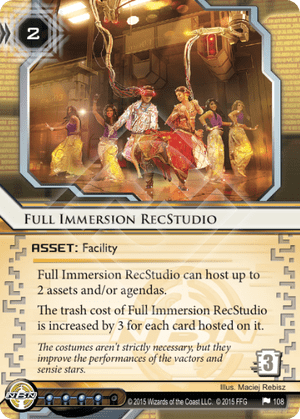 2
FULL IMMERSION RECSTUDIO
ASSET: Facility
Full Immersion RecStudio can host up to
2 assets and/or agendas.
The trash cost of Full Immersion RecStudio
is increased by 3 for each card hosted on it.
The costumes aren't strictly necessary, but they
improve the performances of the vactors and
sensie stars.
3
Illus. Maciej Rebisz
NBN
© 2015 Wizards of the Coast LLC. © 2015 FFG 108